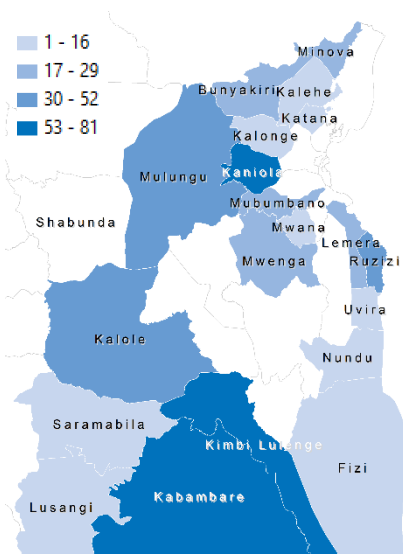 1 - 16
17 - 29
30 - 52
53 - 81
Minova
Bunyakiri
Kalehe
Katana
Kalonge
Kaniola
Mulungu
Mubumbano
Shabunda
Mwana
Lemera
Mwenga
Ruzizi
Uvira
Kalole
Nundu
Saramabila
Kimbi Lulenge
Fizi
Kabambare
Lusangi